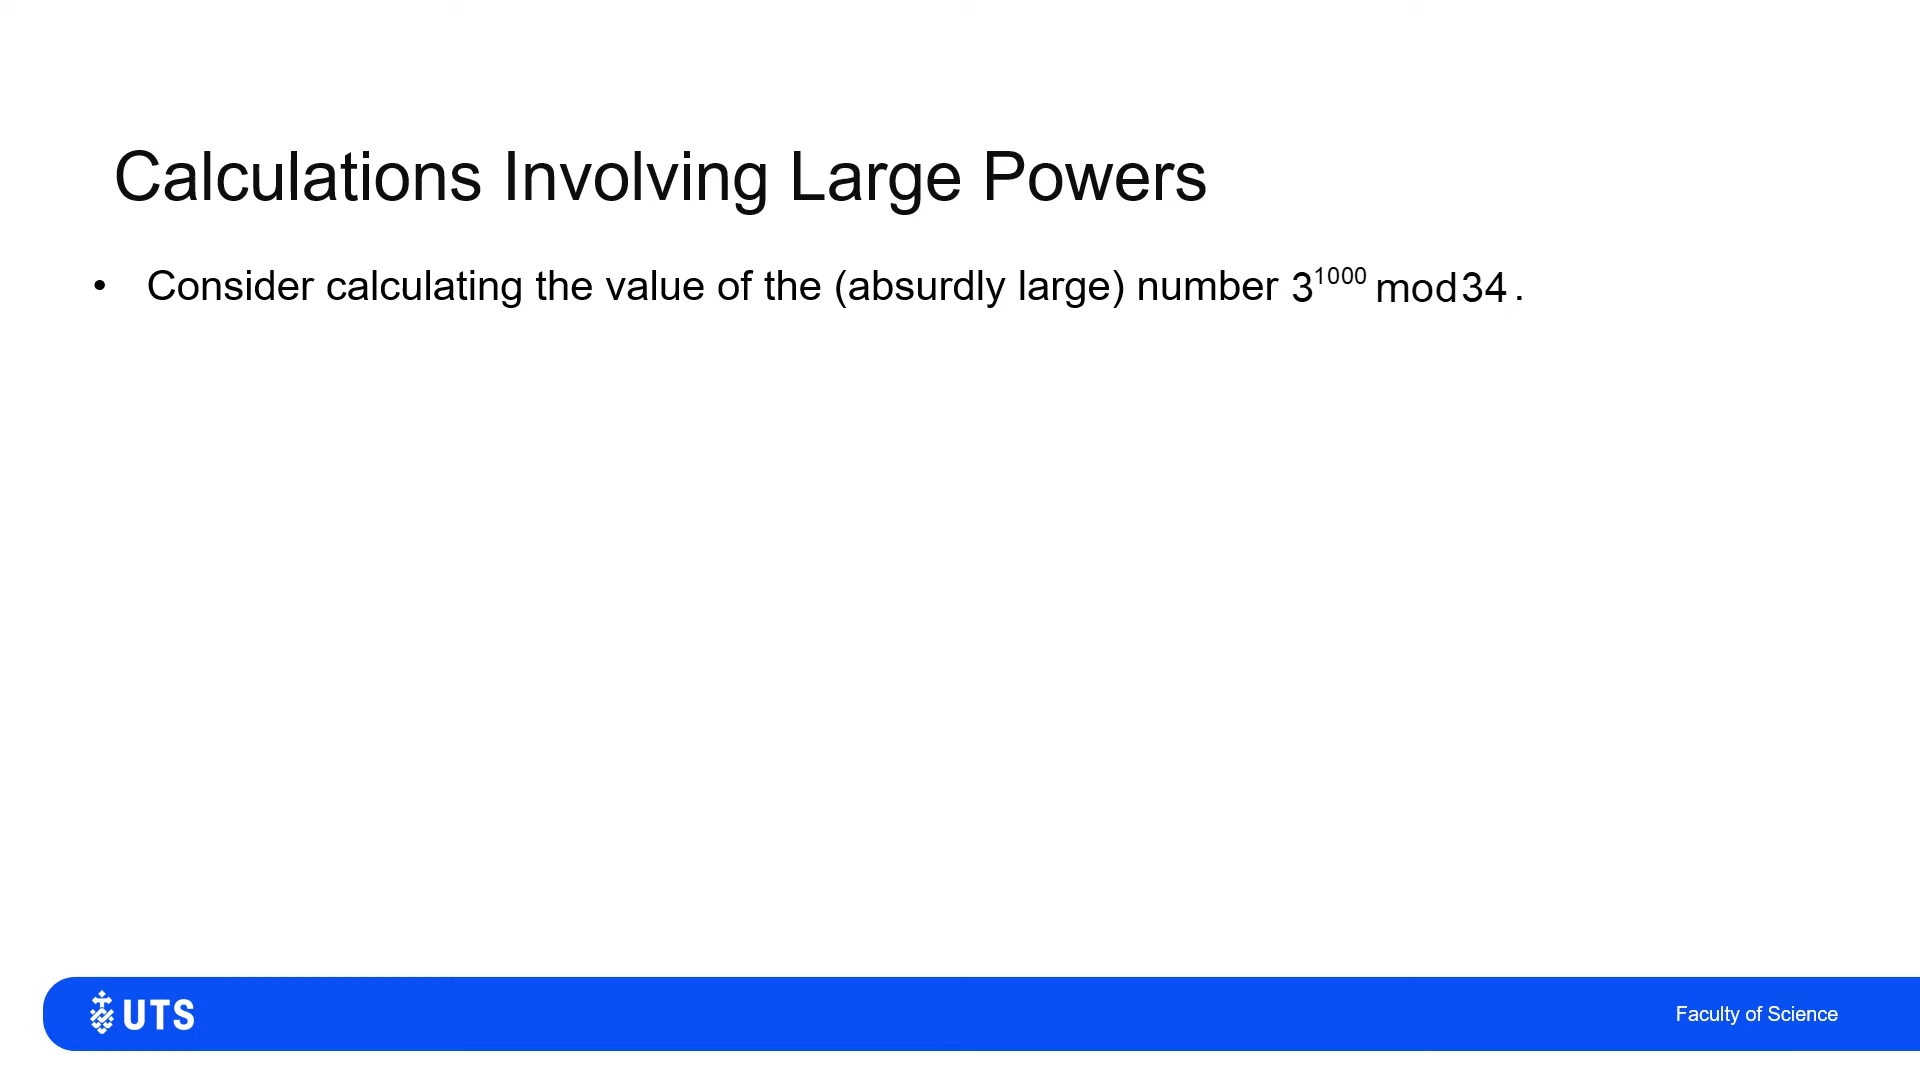 Calculations Involving Large Powers
• Consider calculating the value of the (absurdly large) number 3¹⁰⁰⁰ mod 34.
UTS
Faculty of Science